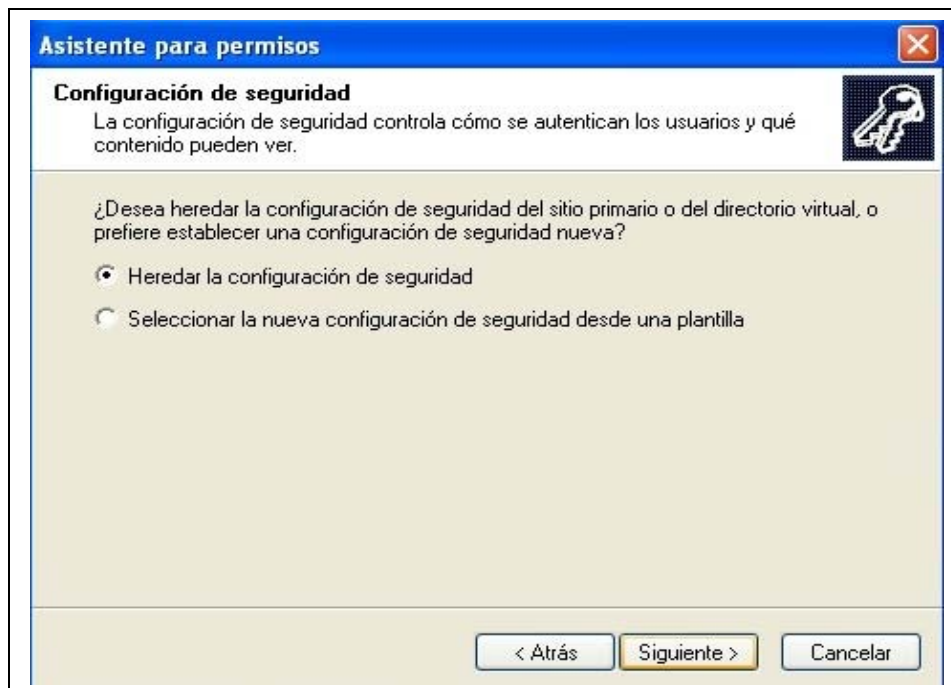 Asistente para permisos
Configuración de seguridad
La configuración de seguridad controla cómo se autentican los usuarios y qué
contenido pueden ver.
¿Desea heredar la configuración de seguridad del sitio primario o del directorio virtual, o
prefiere establecer una configuración de seguridad nueva?
Heredar la configuración de seguridad
Seleccionar la nueva configuración de seguridad desde una plantilla
< Atrás
Siguiente >
Cancelar